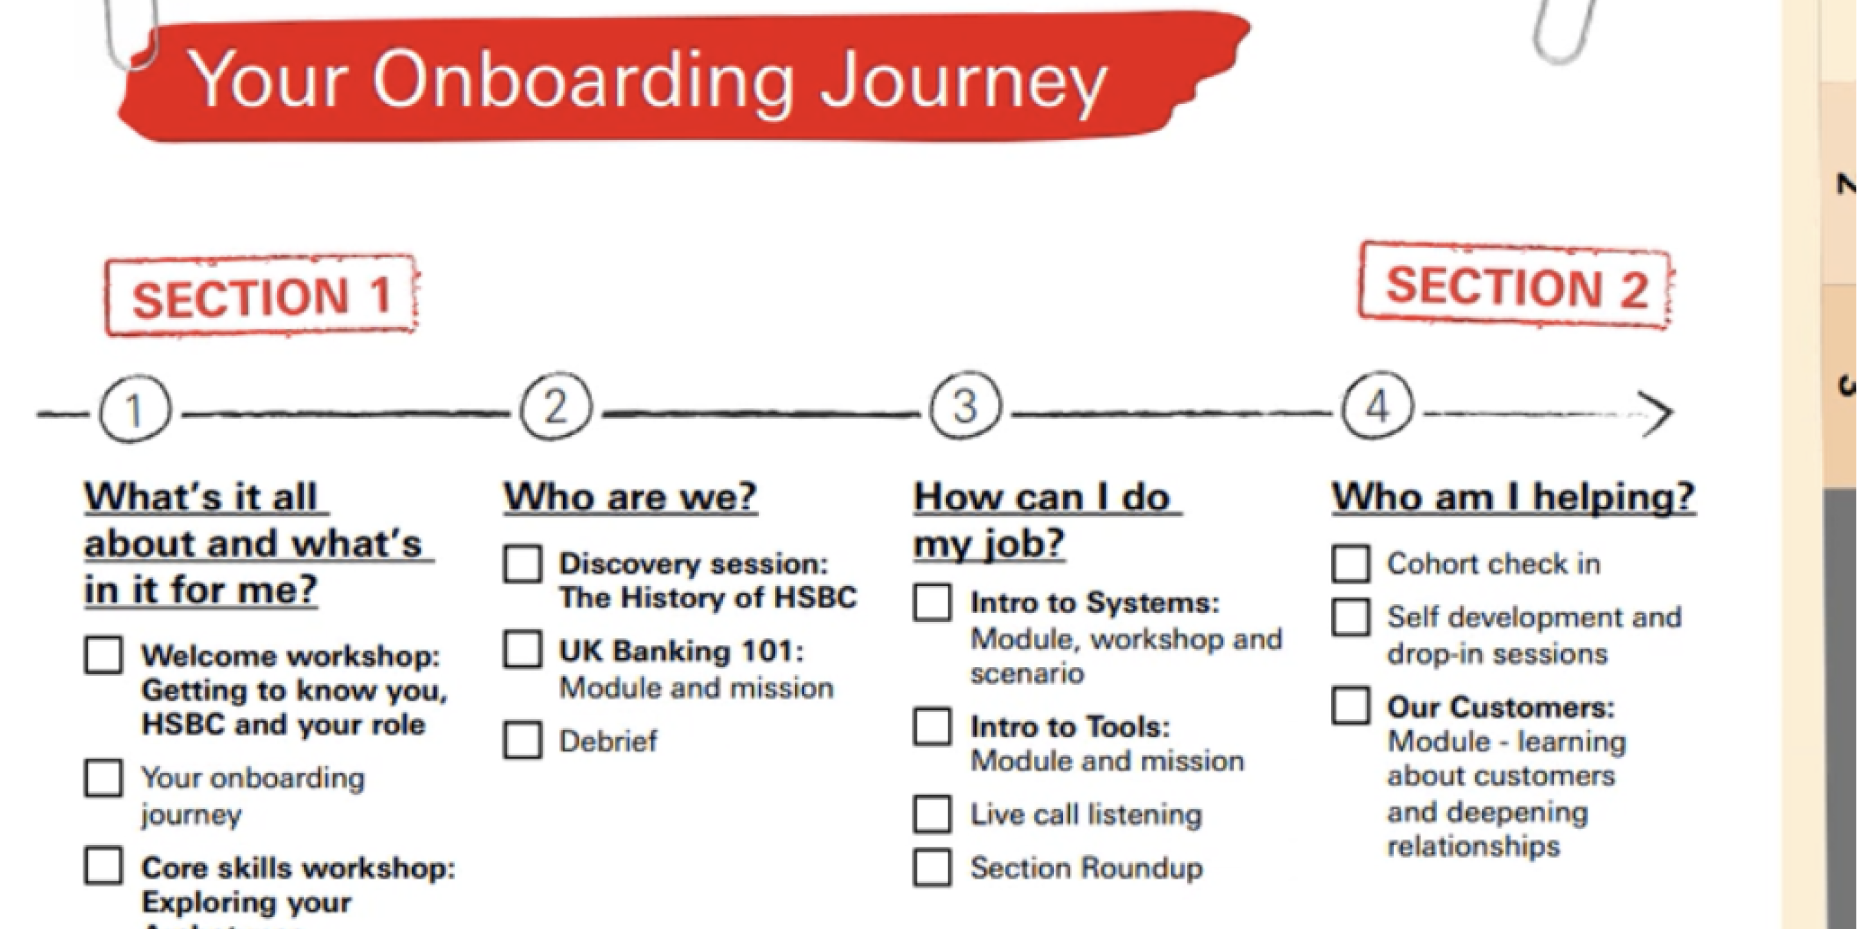 Your Onboarding Journey
SECTION 1
SECTION 2
1
2
3
4
What's it all
about and what's
in it for me?
Welcome workshop:
Getting to know you,
HSBC and your role
Your onboarding
journey
Core skills workshop:
Exploring your
Who are we?
Discovery session:
The History of HSBC
UK Banking 101:
Module and mission
Debrief
How can I do
my job?
Intro to Systems:
Module, workshop and
scenario
Intro to Tools:
Module and mission
Live call listening
Section Roundup
Who am I helping?
Cohort check in
Self development and
drop-in sessions
Our Customers:
Module - learning
about customers
and deepening
relationships
2
3